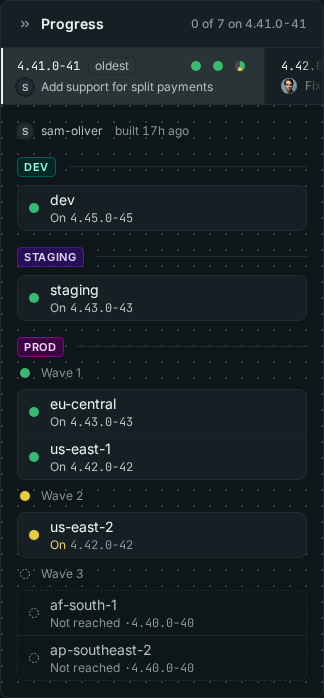 » Progress 0 of 7 on 4.41.0-41
4.41.0-41 oldest 4.42.0
S Add support for split payments Fix
S sam-oliver built 17h ago
DEV
dev
On 4.45.0-45
STAGING
staging
On 4.43.0-43
PROD
Wave 1
eu-central
On 4.43.0-43
us-east-1
On 4.42.0-42
Wave 2
us-east-2
On 4.42.0-42
Wave 3
af-south-1
Not reached · 4.40.0-40
ap-southeast-2
Not reached · 4.40.0-40